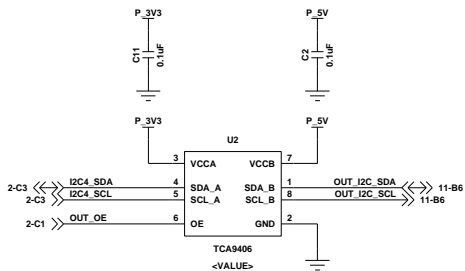 P_3V3 P_5V
C11 0.1uF C2 0.1uF
P_3V3 P_5V
U2
3 VCCA VCCB 7
2-C3 I2C4_SDA 4 SDA_A SDA_B 1 OUT_I2C_SDA 11-B6
2-C3 I2C4_SCL 5 SCL_A SCL_B 8 OUT_I2C_SCL 11-B6
2-C1 OUT_OE 6 OE GND 2
TCA9406
<VALUE>